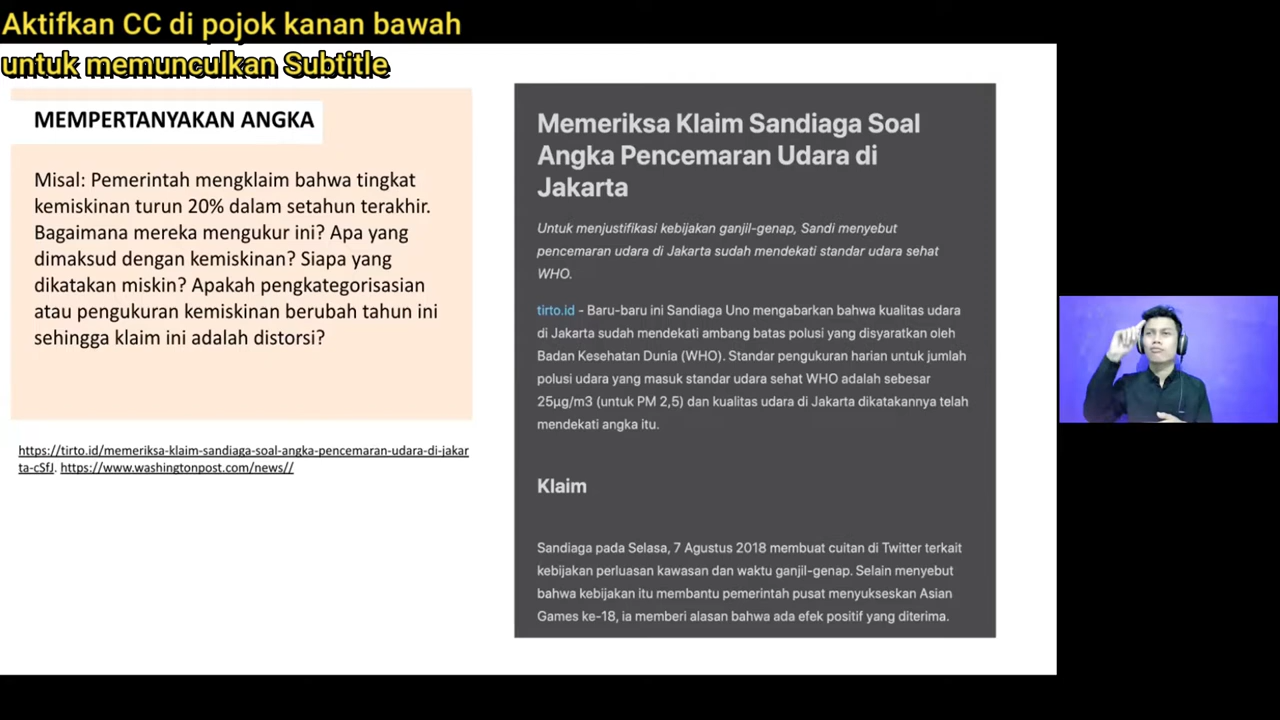 Aktifkan CC di pojok kanan bawah
untuk memunculkan Subtitle
MEMPERTANYAKAN ANGKA
Misal: Pemerintah mengklaim bahwa tingkat
kemiskinan turun 20% dalam setahun terakhir.
Bagaimana mereka mengukur ini? Apa yang
dimaksud dengan kemiskinan? Siapa yang
dikatakan miskin? Apakah pengkategorisasian
atau pengukuran kemiskinan berubah tahun ini
sehingga klaim ini adalah distorsi?
https://tirto.id/memeriksa-klaim-sandiaga-soal-angka-pencemaran-udara-di-jakar
ta-cSfJ. https://www.washingtonpost.com/news//
Memeriksa Klaim Sandiaga Soal
Angka Pencemaran Udara di
Jakarta
Untuk menjustifikasi kebijakan ganjil-genap, Sandi menyebut
pencemaran udara di Jakarta sudah mendekati standar udara sehat
WHO.
tirto.id - Baru-baru ini Sandiaga Uno mengabarkan bahwa kualitas udara
di Jakarta sudah mendekati ambang batas polusi yang disyaratkan oleh
Badan Kesehatan Dunia (WHO). Standar pengukuran harian untuk jumlah
polusi udara yang masuk standar udara sehat WHO adalah sebesar
25µg/m3 (untuk PM 2,5) dan kualitas udara di Jakarta dikatakannya telah
mendekati angka itu.
Klaim
Sandiaga pada Selasa, 7 Agustus 2018 membuat cuitan di Twitter terkait
kebijakan perluasan kawasan dan waktu ganjil-genap. Selain menyebut
bahwa kebijakan itu membantu pemerintah pusat menyukseskan Asian
Games ke-18, ia memberi alasan bahwa ada efek positif yang diterima.